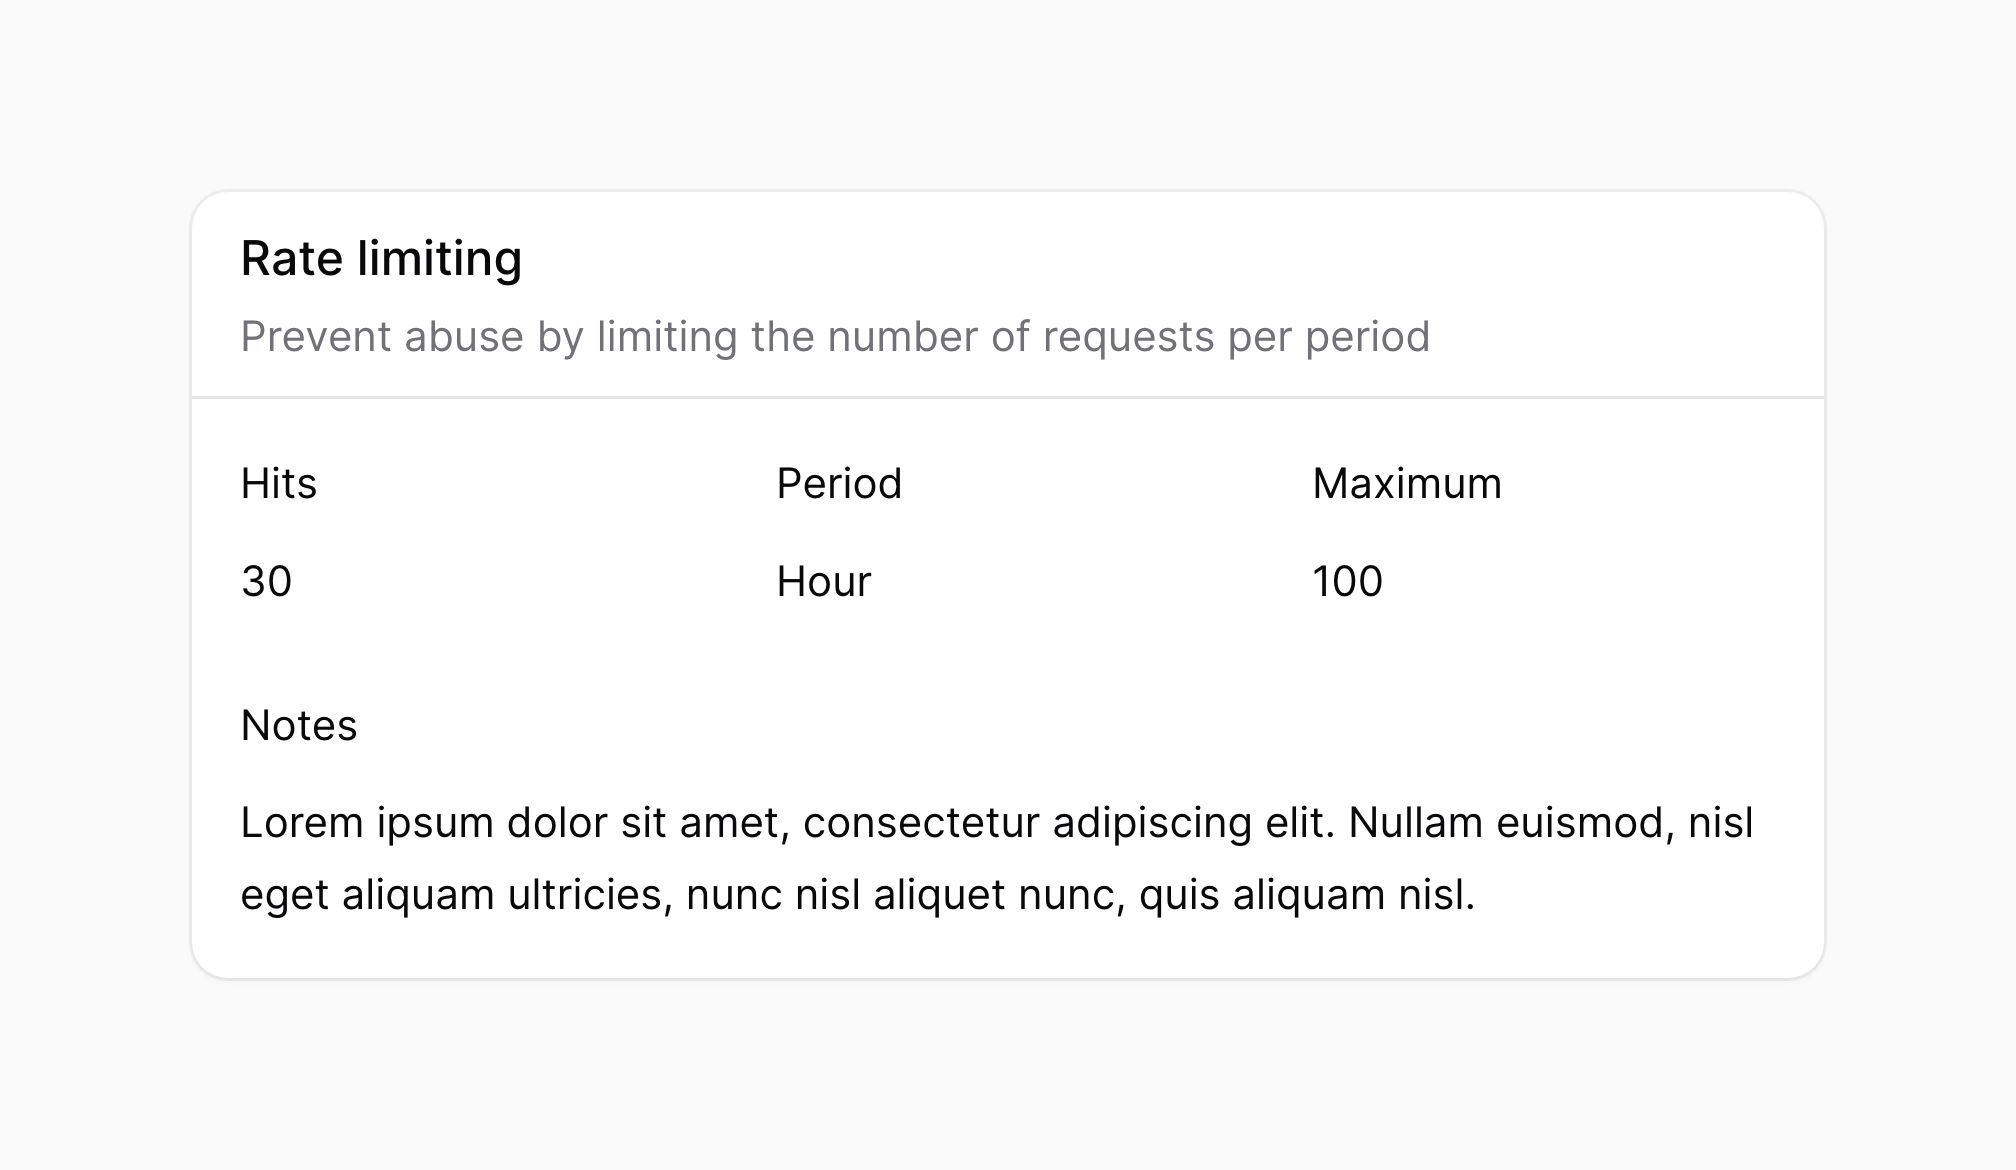 Rate limiting
Prevent abuse by limiting the number of requests per period
Hits Period Maximum
30 Hour 100
Notes
Lorem ipsum dolor sit amet, consectetur adipiscing elit. Nullam euismod, nisl
eget aliquam ultricies, nunc nisl aliquet nunc, quis aliquam nisl.